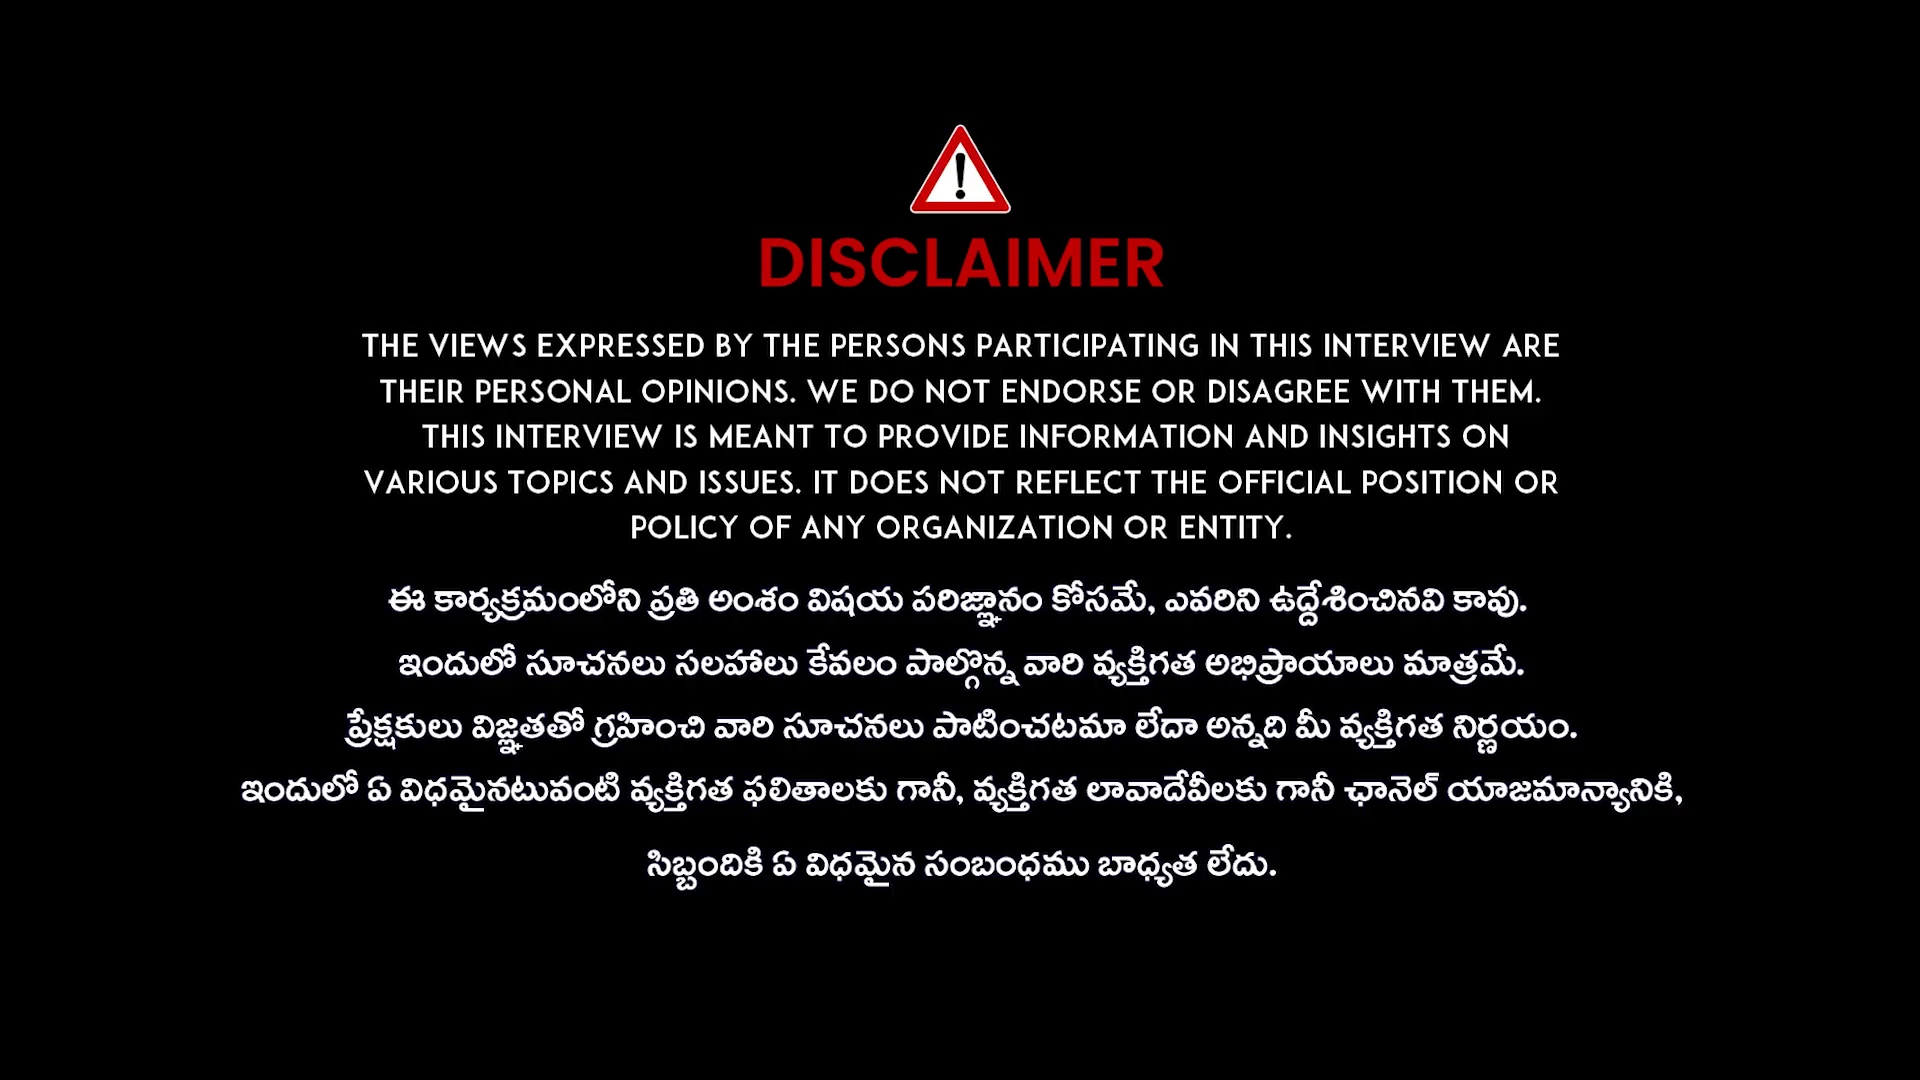 DISCLAIMER
THE VIEWS EXPRESSED BY THE PERSONS PARTICIPATING IN THIS INTERVIEW ARE
THEIR PERSONAL OPINIONS. WE DO NOT ENDORSE OR DISAGREE WITH THEM.
THIS INTERVIEW IS MEANT TO PROVIDE INFORMATION AND INSIGHTS ON
VARIOUS TOPICS AND ISSUES. IT DOES NOT REFLECT THE OFFICIAL POSITION OR
POLICY OF ANY ORGANIZATION OR ENTITY.
ఈ కార్యక్రమంలోని ప్రతి అంశం విషయ పరిజ్ఞానం కోసమే, ఎవరిని ఉద్దేశించినవి కావు.
ఇందులో సూచనలు సలహాలు కేవలం పాల్గొన్న వారి వ్యక్తిగత అభిప్రాయాలు మాత్రమే.
ప్రేక్షకులు విజ్ఞతతో గ్రహించి వారి సూచనలు పాటించటమా లేదా అన్నది మీ వ్యక్తిగత నిర్ణయం.
ఇందులో ఏ విధమైనటువంటి వ్యక్తిగత ఫలితాలకు గానీ, వ్యక్తిగత లావాదేవీలకు గానీ ఛానెల్ యాజమాన్యానికి,
సిబ్బందికి ఏ విధమైన సంబంధము బాధ్యత లేదు.